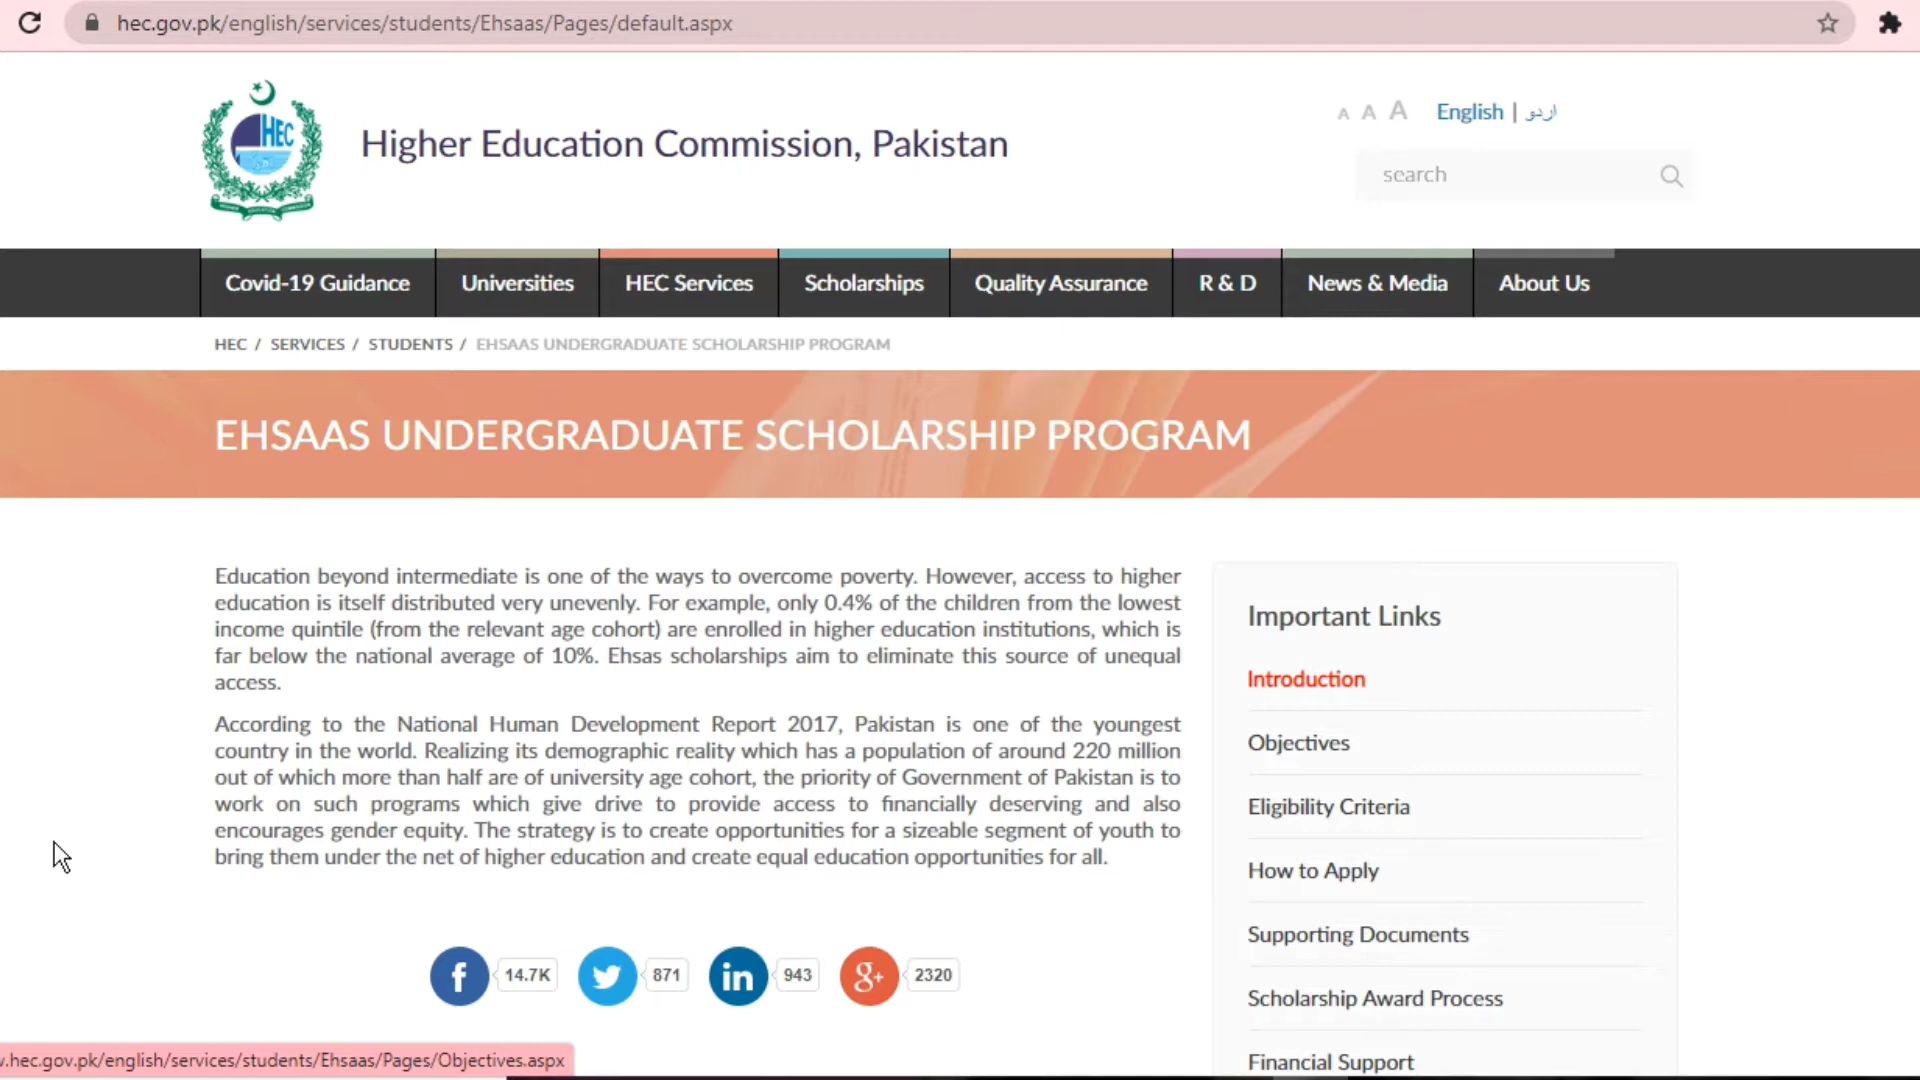 hec.gov.pk/english/services/students/Ehsaas/Pages/default.aspx
HEC
Higher Education Commission, Pakistan
A A A English | اردو
search
Covid-19 Guidance Universities HEC Services Scholarships Quality Assurance R & D News & Media About Us
HEC / SERVICES / STUDENTS / EHSAAS UNDERGRADUATE SCHOLARSHIP PROGRAM
EHSAAS UNDERGRADUATE SCHOLARSHIP PROGRAM
Education beyond intermediate is one of the ways to overcome poverty. However, access to higher
education is itself distributed very unevenly. For example, only 0.4% of the children from the lowest
income quintile (from the relevant age cohort) are enrolled in higher education institutions, which is
far below the national average of 10%. Ehsas scholarships aim to eliminate this source of unequal
access.
According to the National Human Development Report 2017, Pakistan is one of the youngest
country in the world. Realizing its demographic reality which has a population of around 220 million
out of which more than half are of university age cohort, the priority of Government of Pakistan is to
work on such programs which give drive to provide access to financially deserving and also
encourages gender equity. The strategy is to create opportunities for a sizeable segment of youth to
bring them under the net of higher education and create equal education opportunities for all.
f 14.7K 871 in 943 g+ 2320
Important Links
Introduction
Objectives
Eligibility Criteria
How to Apply
Supporting Documents
Scholarship Award Process
Financial Support
.hec.gov.pk/english/services/students/Ehsaas/Pages/Objectives.aspx